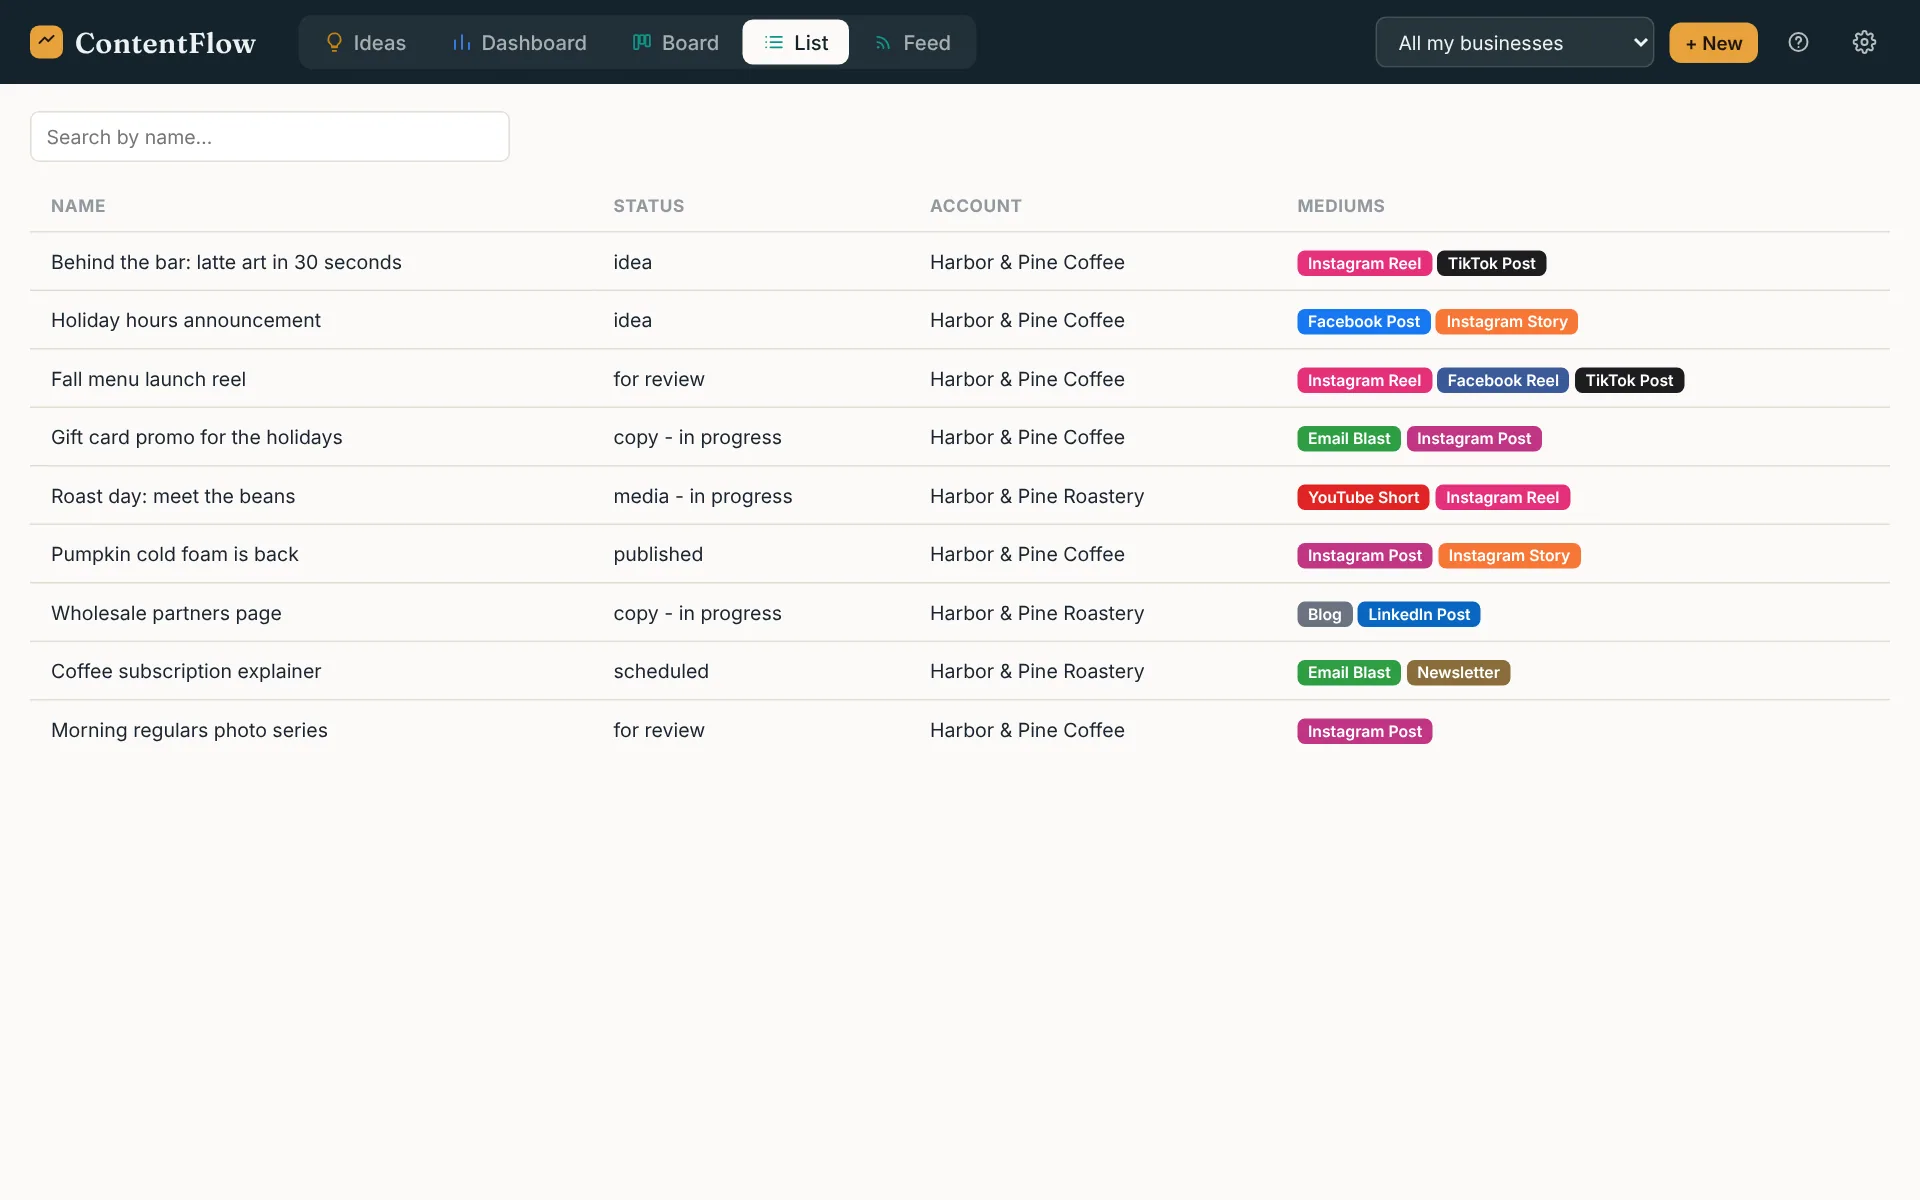 ContentFlow Ideas Dashboard Board List Feed All my businesses + New
Search by name...
NAME STATUS ACCOUNT MEDIUMS
Behind the bar: latte art in 30 seconds idea Harbor & Pine Coffee Instagram Reel TikTok Post
Holiday hours announcement idea Harbor & Pine Coffee Facebook Post Instagram Story
Fall menu launch reel for review Harbor & Pine Coffee Instagram Reel Facebook Reel TikTok Post
Gift card promo for the holidays copy - in progress Harbor & Pine Coffee Email Blast Instagram Post
Roast day: meet the beans media - in progress Harbor & Pine Roastery YouTube Short Instagram Reel
Pumpkin cold foam is back published Harbor & Pine Coffee Instagram Post Instagram Story
Wholesale partners page copy - in progress Harbor & Pine Roastery Blog LinkedIn Post
Coffee subscription explainer scheduled Harbor & Pine Roastery Email Blast Newsletter
Morning regulars photo series for review Harbor & Pine Coffee Instagram Post